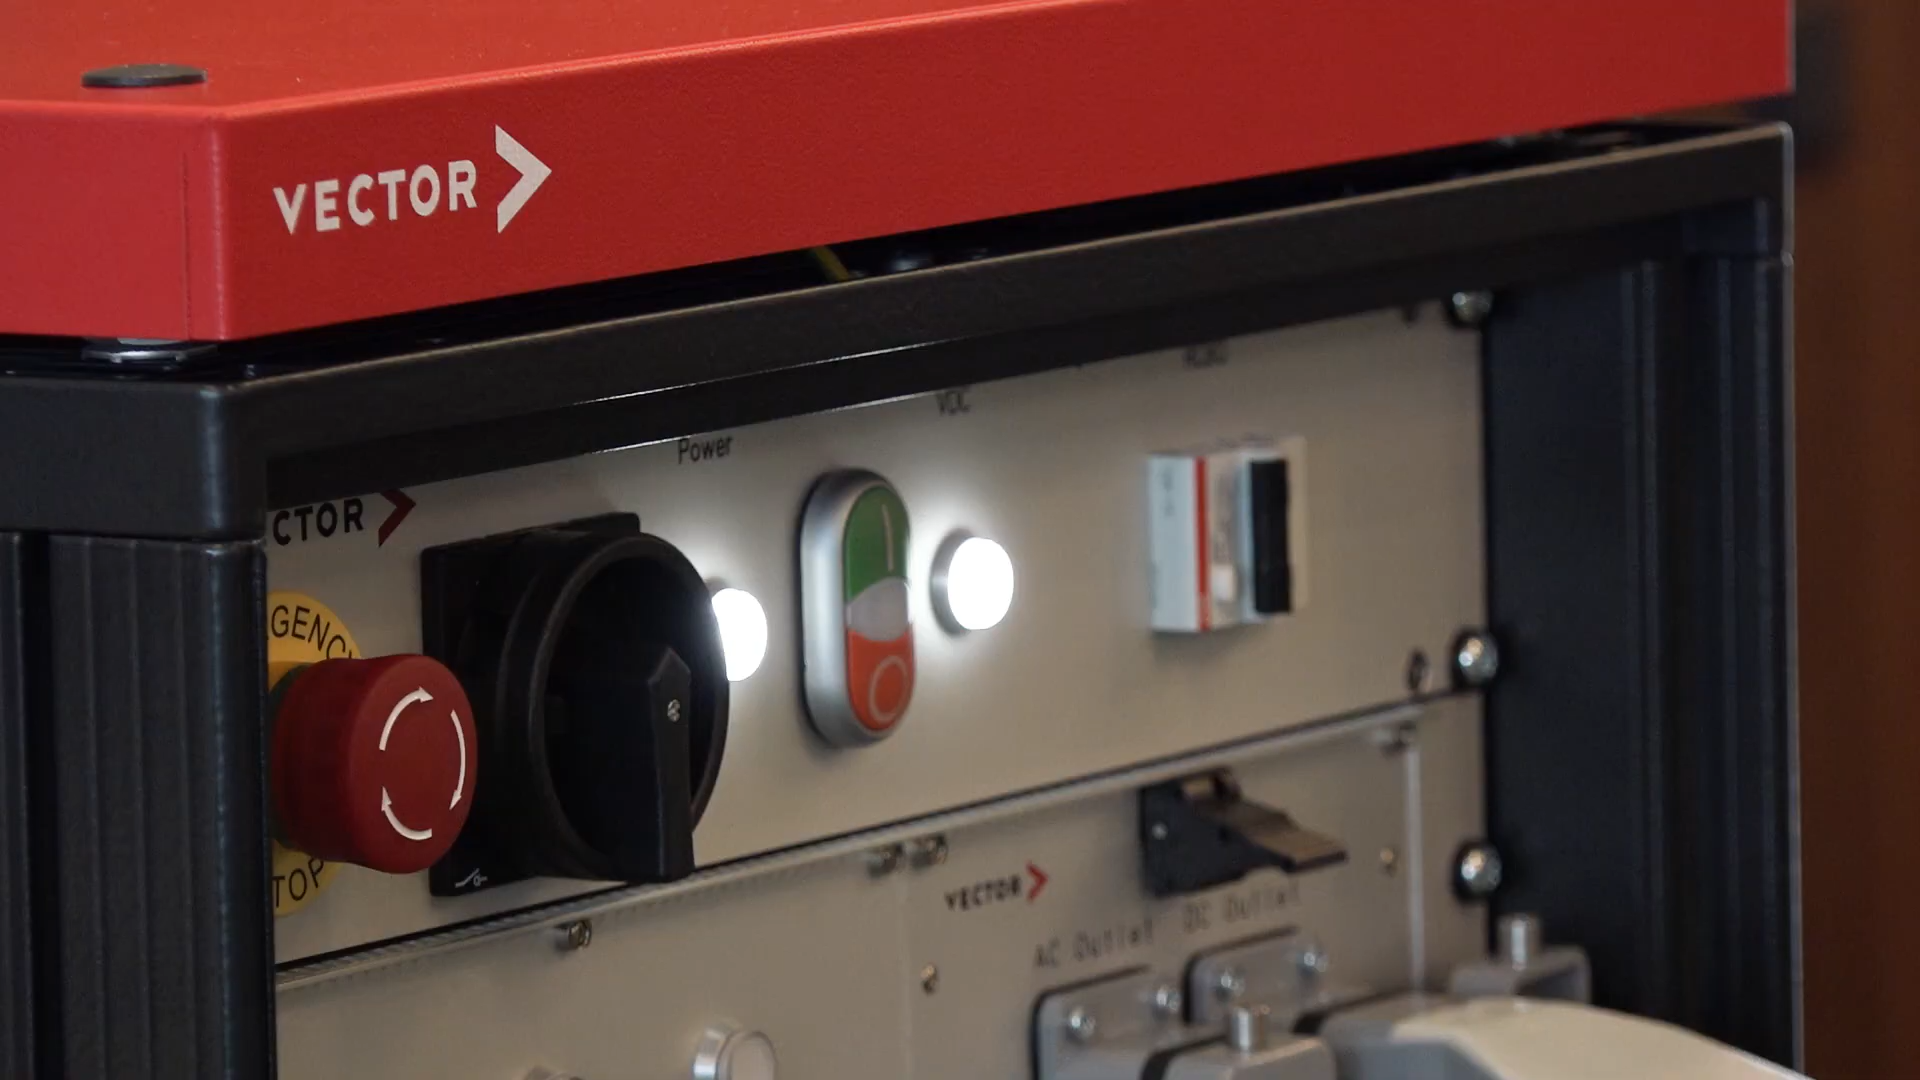 VECTOR
Power
VDC
CTOR
GENC
TOP
VECTOR
AC Outlet
DC Outlet